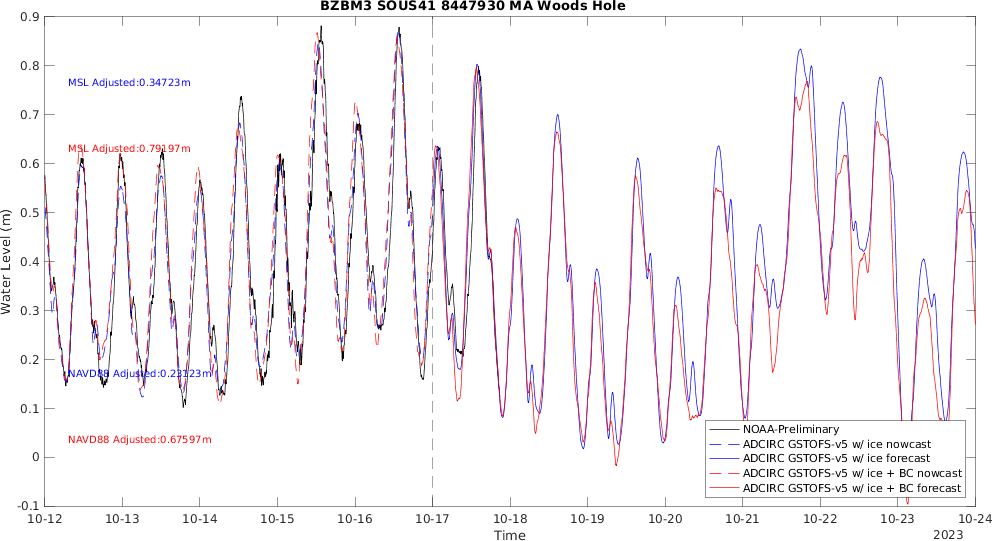 BZBM3 SOUS41 8447930 MA Woods Hole
0.9
0.8
0.7
0.6
0.5
0.4
0.3
0.2
0.1
0
-0.1
Water Level (m)
MSL Adjusted:0.34723m
MSL Adjusted:0.79197m
NAVD88 Adjusted:0.23123m
NAVD88 Adjusted:0.67597m
NOAA-Preliminary
ADCIRC GSTOFS-v5 w/ ice nowcast
ADCIRC GSTOFS-v5 w/ ice forecast
ADCIRC GSTOFS-v5 w/ ice + BC nowcast
ADCIRC GSTOFS-v5 w/ ice + BC forecast
10-12 10-13 10-14 10-15 10-16 10-17 10-18 10-19 10-20 10-21 10-22 10-23 10-24
Time
2023